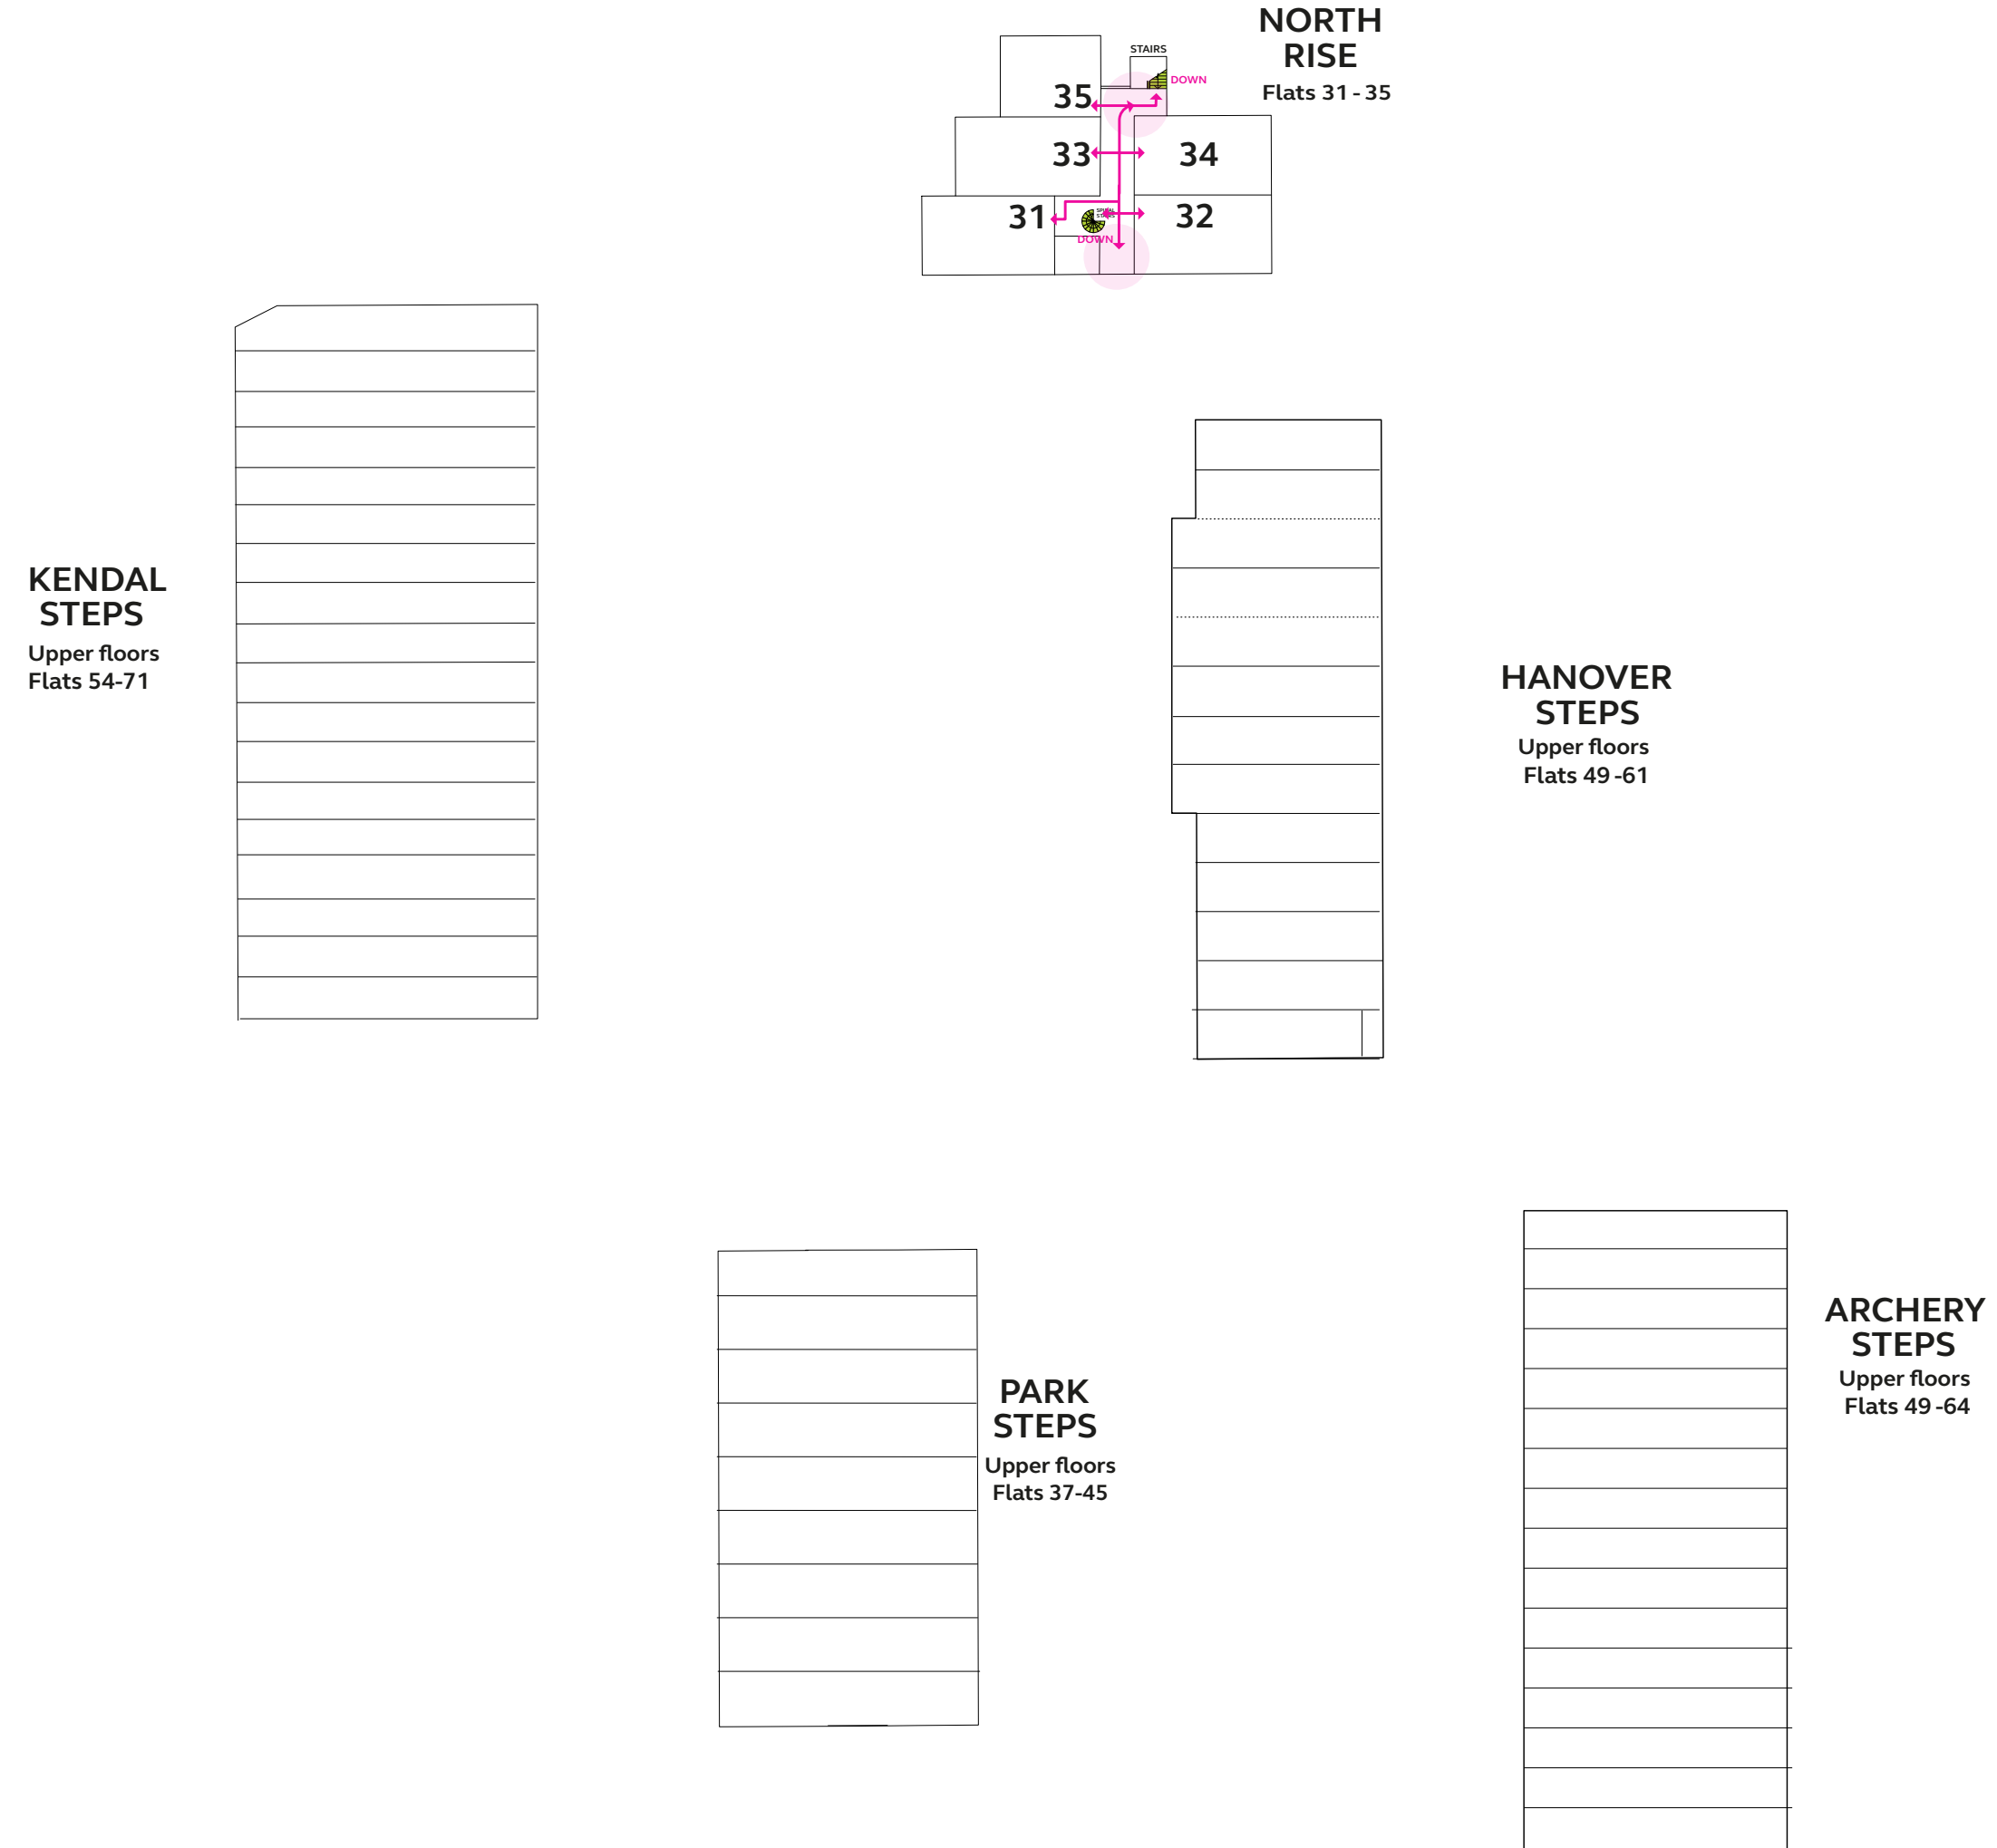 NORTH
RISE
Flats 31 - 35
STAIRS
DOWN
35
33
34
31
SPIRAL
STAIRS
32
DOWN
KENDAL
STEPS
Upper floors
Flats 54-71
HANOVER
STEPS
Upper floors
Flats 49 -61
PARK
STEPS
Upper floors
Flats 37-45
ARCHERY
STEPS
Upper floors
Flats 49 -64